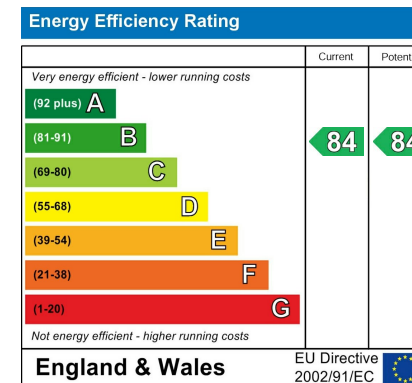 Energy Efficiency Rating
Current Potent
Very energy efficient - lower running costs
(92 plus) A
(81-91) B 84 84
(69-80) C
(55-68) D
(39-54) E
(21-38) F
(1-20) G
Not energy efficient - higher running costs
England & Wales
EU Directive
2002/91/EC